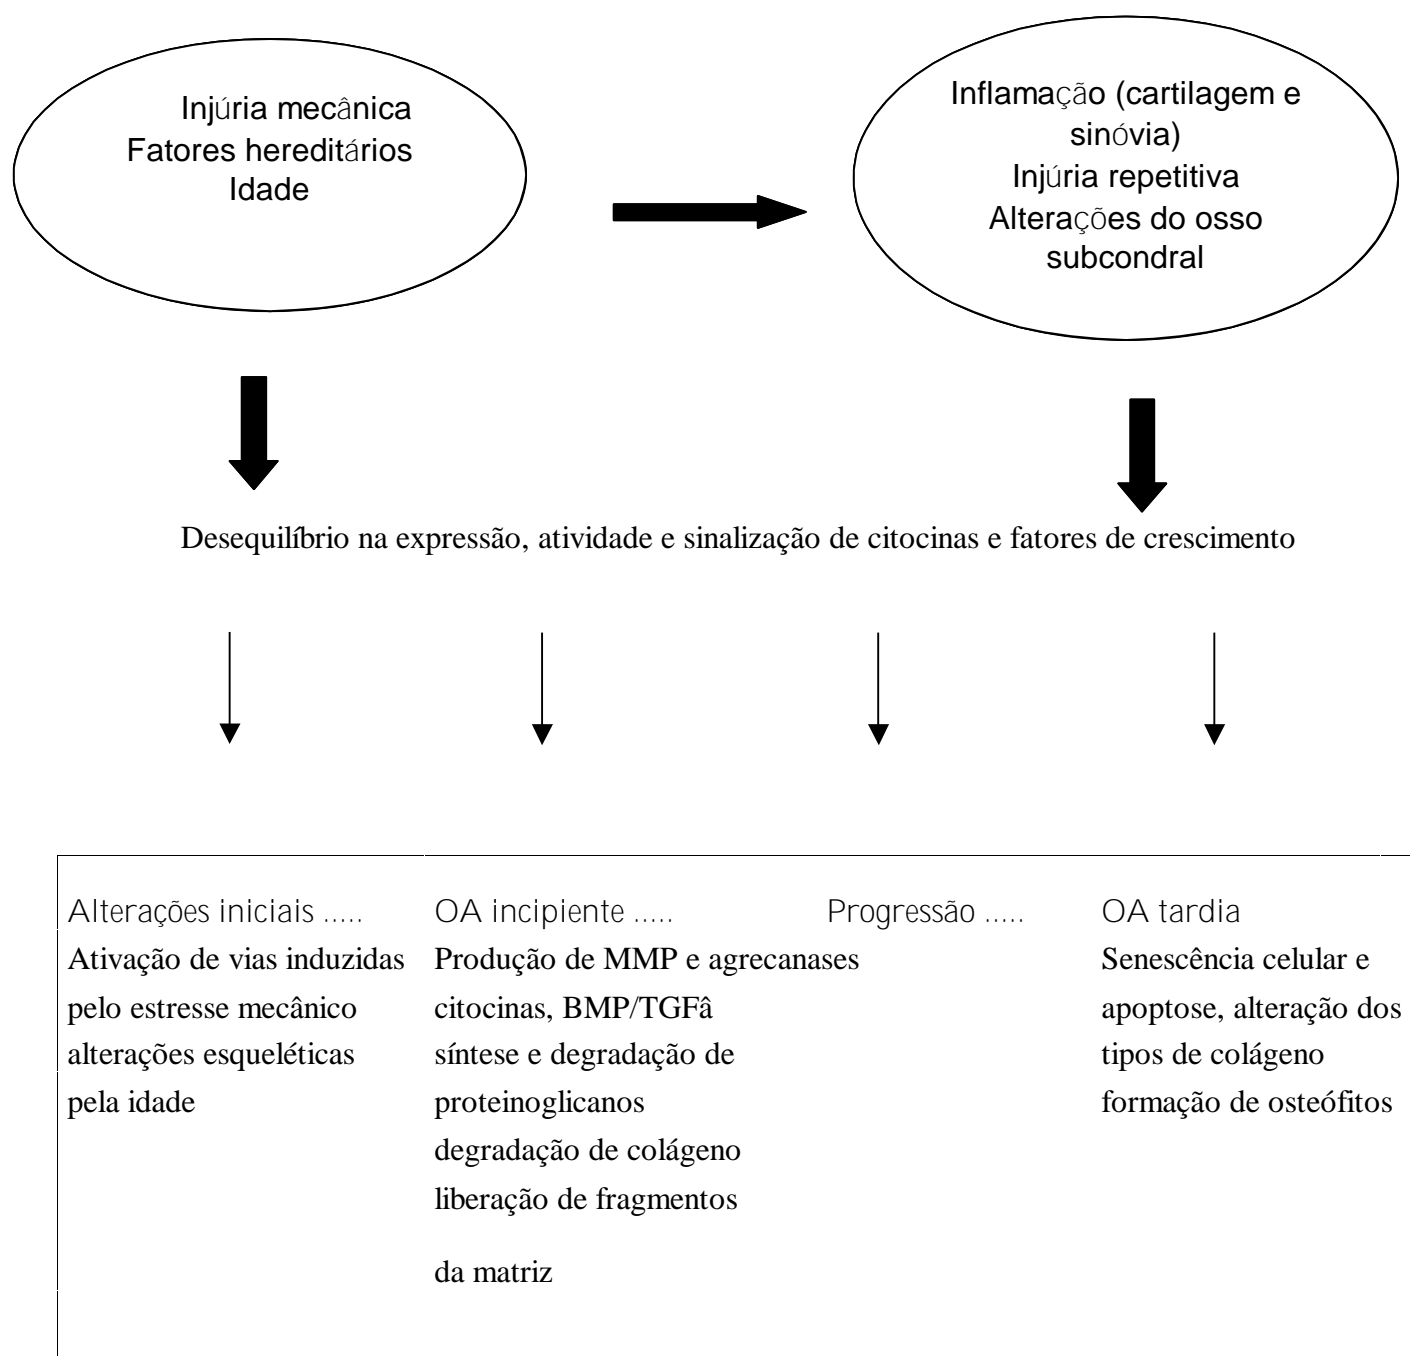 Injúria mecânica
Fatores hereditários
Idade
Inflamação (cartilagem e
sinóvia)
Injúria repetitiva
Alterações do osso
subcondral
Desequilíbrio na expressão, atividade e sinalização de citocinas e fatores de crescimento
Alterações iniciais ..... OA incipiente ..... Progressão ..... OA tardia
Ativação de vias induzidas Produção de MMP e agrecanases Senescência celular e
pelo estresse mecânico citocinas, BMP/TGFâ apoptose, alteração dos
alterações esqueléticas síntese e degradação de tipos de colágeno
pela idade proteinoglicanos formação de osteófitos
degradação de colágeno
liberação de fragmentos
da matriz